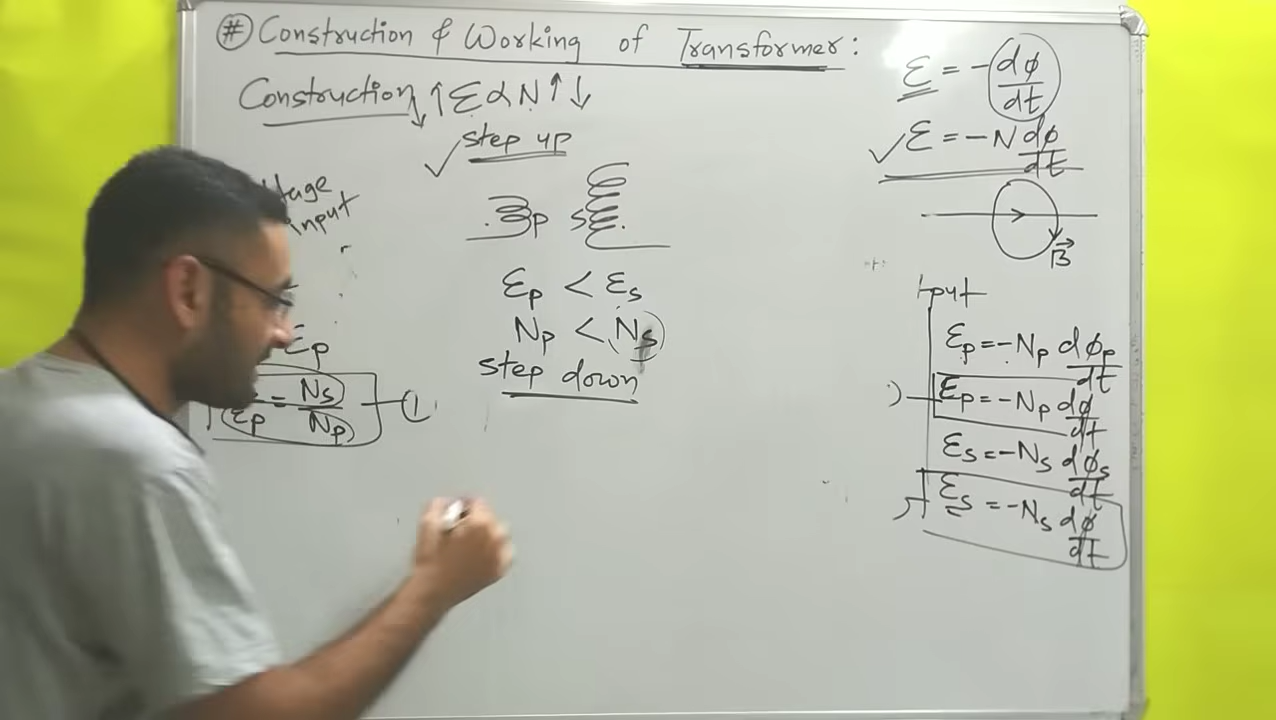 # Construction & Working of Transformer:
Construction ↓↑ε∝N↑↓
✓step up
input
p s
εp < εs
Np < Ns
step down
εp
εp = Ns/Np —①
ε = -dφ/dt
✓ε = -N dφ/dt
B⃗
εp = -Np dφp/dt
εp = -Np dφ/dt
εs = -Ns dφs/dt
εs = -Ns dφ/dt